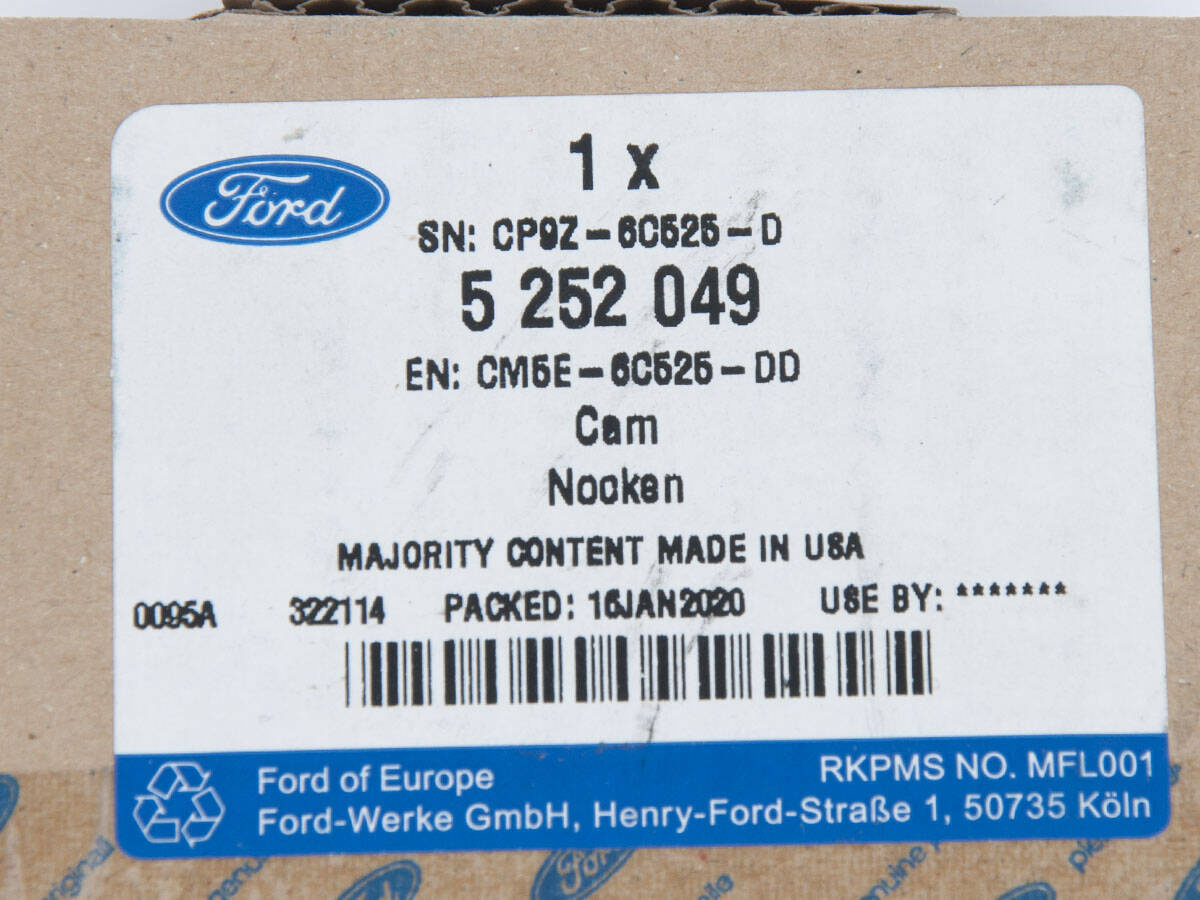 Ford
1 x
SN: CP9Z-6C525-D
5 252 049
EN: CM5E-6C525-DD
Cam
Nocken
MAJORITY CONTENT MADE IN USA
0095A 322114 PACKED: 16JAN2020 USE BY: *******
Ford of Europe RKPMS NO. MFL001
Ford-Werke GmbH, Henry-Ford-Straße 1, 50735 Köln
original
Ford